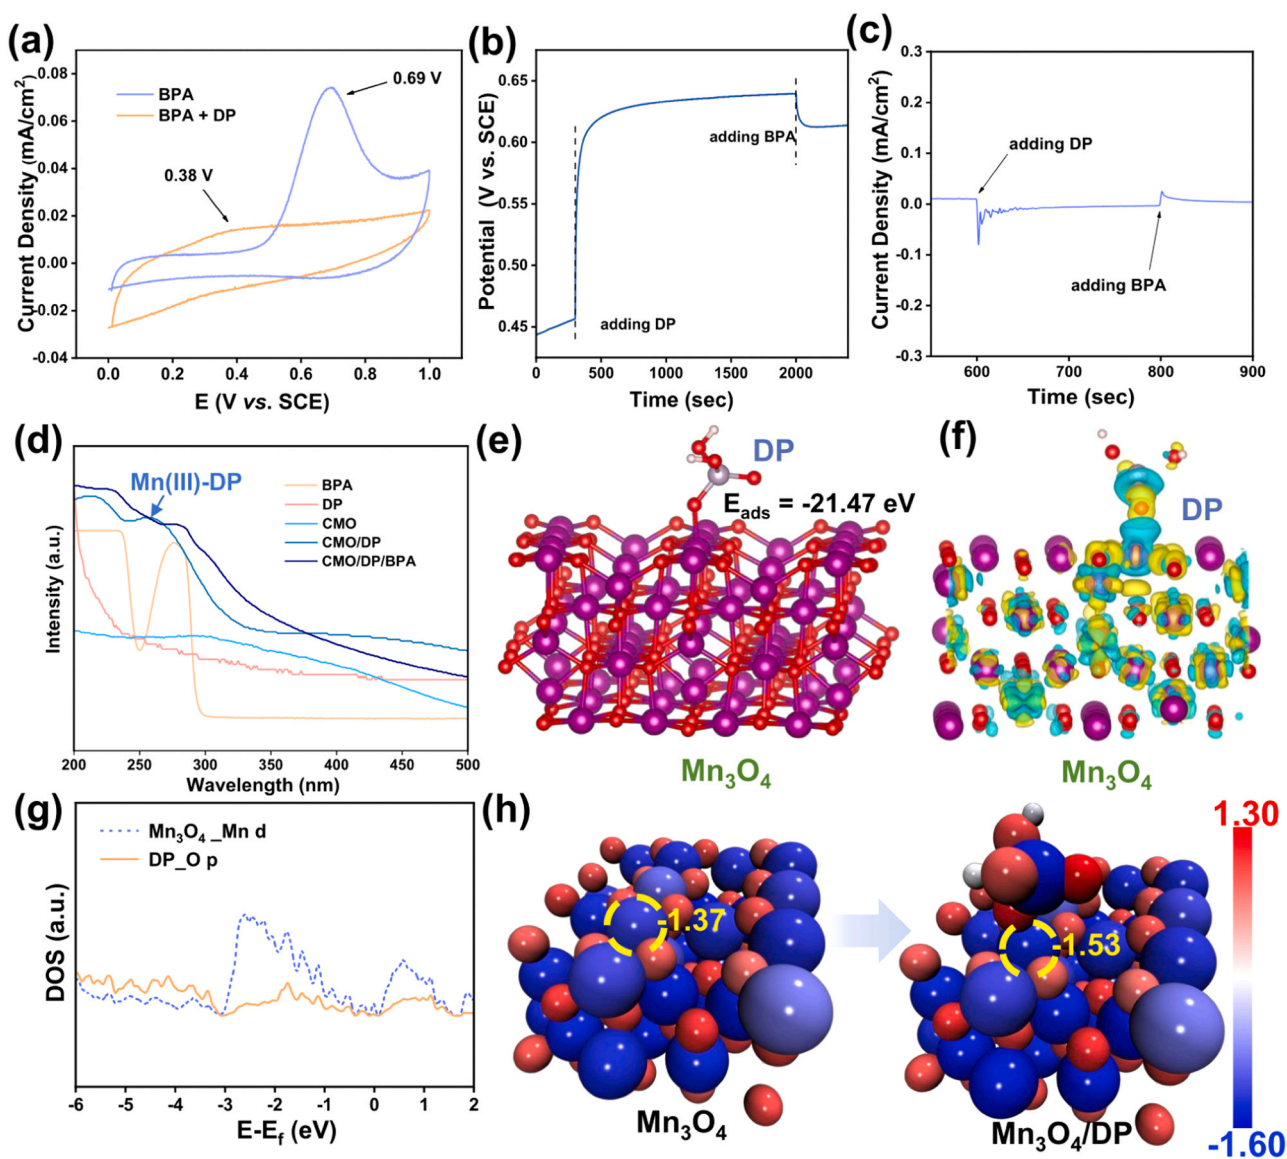 (a)
0.08
0.06
0.04
0.02
0.00
-0.02
-0.04
Current Density (mA/cm²)
BPA
BPA + DP
0.69 V
0.38 V
0.0 0.2 0.4 0.6 0.8 1.0
E (V vs. SCE)
(b)
0.65
0.60
0.55
0.50
0.45
Potential (V vs. SCE)
adding BPA
adding DP
0 500 1000 1500 2000
Time (sec)
(c)
0.3
0.2
0.1
0.0
-0.1
-0.2
-0.3
Current Density (mA/cm²)
adding DP
adding BPA
600 700 800 900
Time (sec)
(d)
Intensity (a.u.)
Mn(III)-DP
BPA
DP
CMO
CMO/DP
CMO/DP/BPA
200 250 300 350 400 450 500
Wavelength (nm)
(e)
DP
Eads = -21.47 eV
Mn₃O₄
(f)
DP
Mn₃O₄
(g)
DOS (a.u.)
Mn₃O₄ _Mn d
DP_O p
-6 -5 -4 -3 -2 -1 0 1 2
E-Ef (eV)
(h)
-1.37
Mn₃O₄
-1.53
Mn₃O₄/DP
1.30
-1.60